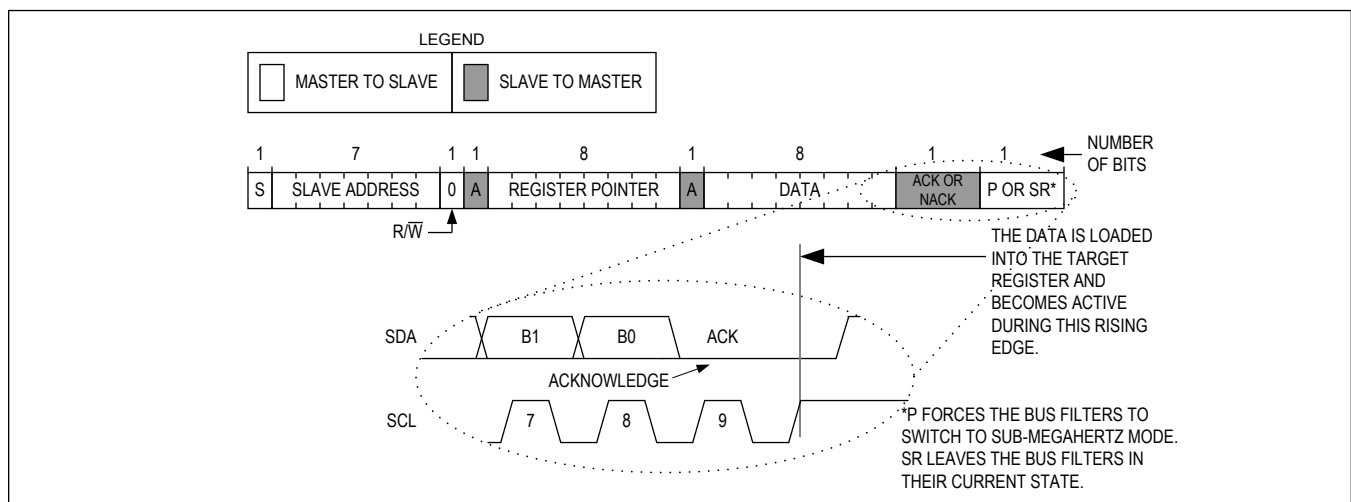 LEGEND
MASTER TO SLAVE
SLAVE TO MASTER
1 7 1 1 8 1 8 1 1
NUMBER
OF BITS
S SLAVE ADDRESS 0 A REGISTER POINTER A DATA ACK OR
NACK P OR SR*
R/W̅
THE DATA IS LOADED
INTO THE TARGET
REGISTER AND
BECOMES ACTIVE
DURING THIS RISING
EDGE.
SDA B1 B0 ACK
ACKNOWLEDGE
SCL 7 8 9
*P FORCES THE BUS FILTERS TO
SWITCH TO SUB-MEGAHERTZ MODE.
SR LEAVES THE BUS FILTERS IN
THEIR CURRENT STATE.